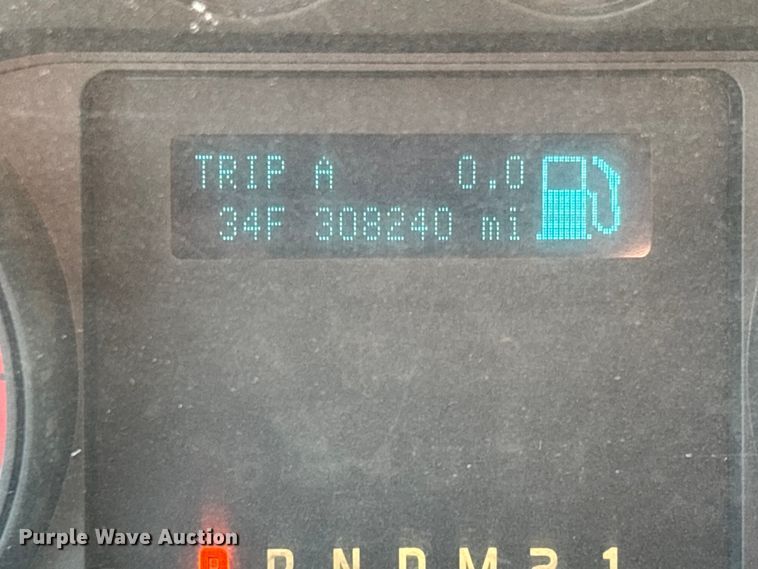 TRIP A 0.0
34F 308240 mi
Purple Wave Auction
R N D M 2 1